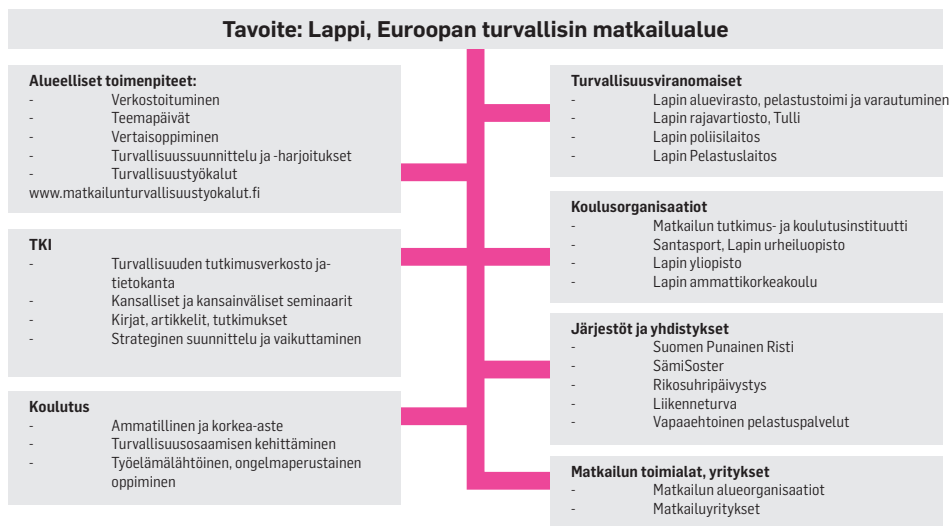 Tavoite: Lappi, Euroopan turvallisin matkailualue
Alueelliset toimenpiteet:
- Verkostoituminen
- Teemapäivät
- Vertaisoppiminen
- Turvallisuussuunnittelu ja -harjoitukset
- Turvallisuustyökalut
www.matkailunturvallisuustyokalut.fi
TKI
- Turvallisuuden tutkimusverkosto ja-
tietokanta
- Kansalliset ja kansainväliset seminaarit
- Kirjat, artikkelit, tutkimukset
- Strateginen suunnittelu ja vaikuttaminen
Koulutus
- Ammatillinen ja korkea-aste
- Turvallisuusosaamisen kehittäminen
- Työelämälähtöinen, ongelmaperustainen
oppiminen
Turvallisuusviranomaiset
- Lapin aluevirasto, pelastustoimi ja varautuminen
- Lapin rajavartiosto, Tulli
- Lapin poliisilaitos
- Lapin Pelastuslaitos
Koulusorganisaatiot
- Matkailun tutkimus- ja koulutusinstituutti
- Santasport, Lapin urheiluopisto
- Lapin yliopisto
- Lapin ammattikorkeakoulu
Järjestöt ja yhdistykset
- Suomen Punainen Risti
- SámiSoster
- Rikosuhripäivystys
- Liikenneturva
- Vapaaehtoinen pelastuspalvelut
Matkailun toimialat, yritykset
- Matkailun alueorganisaatiot
- Matkailuyritykset